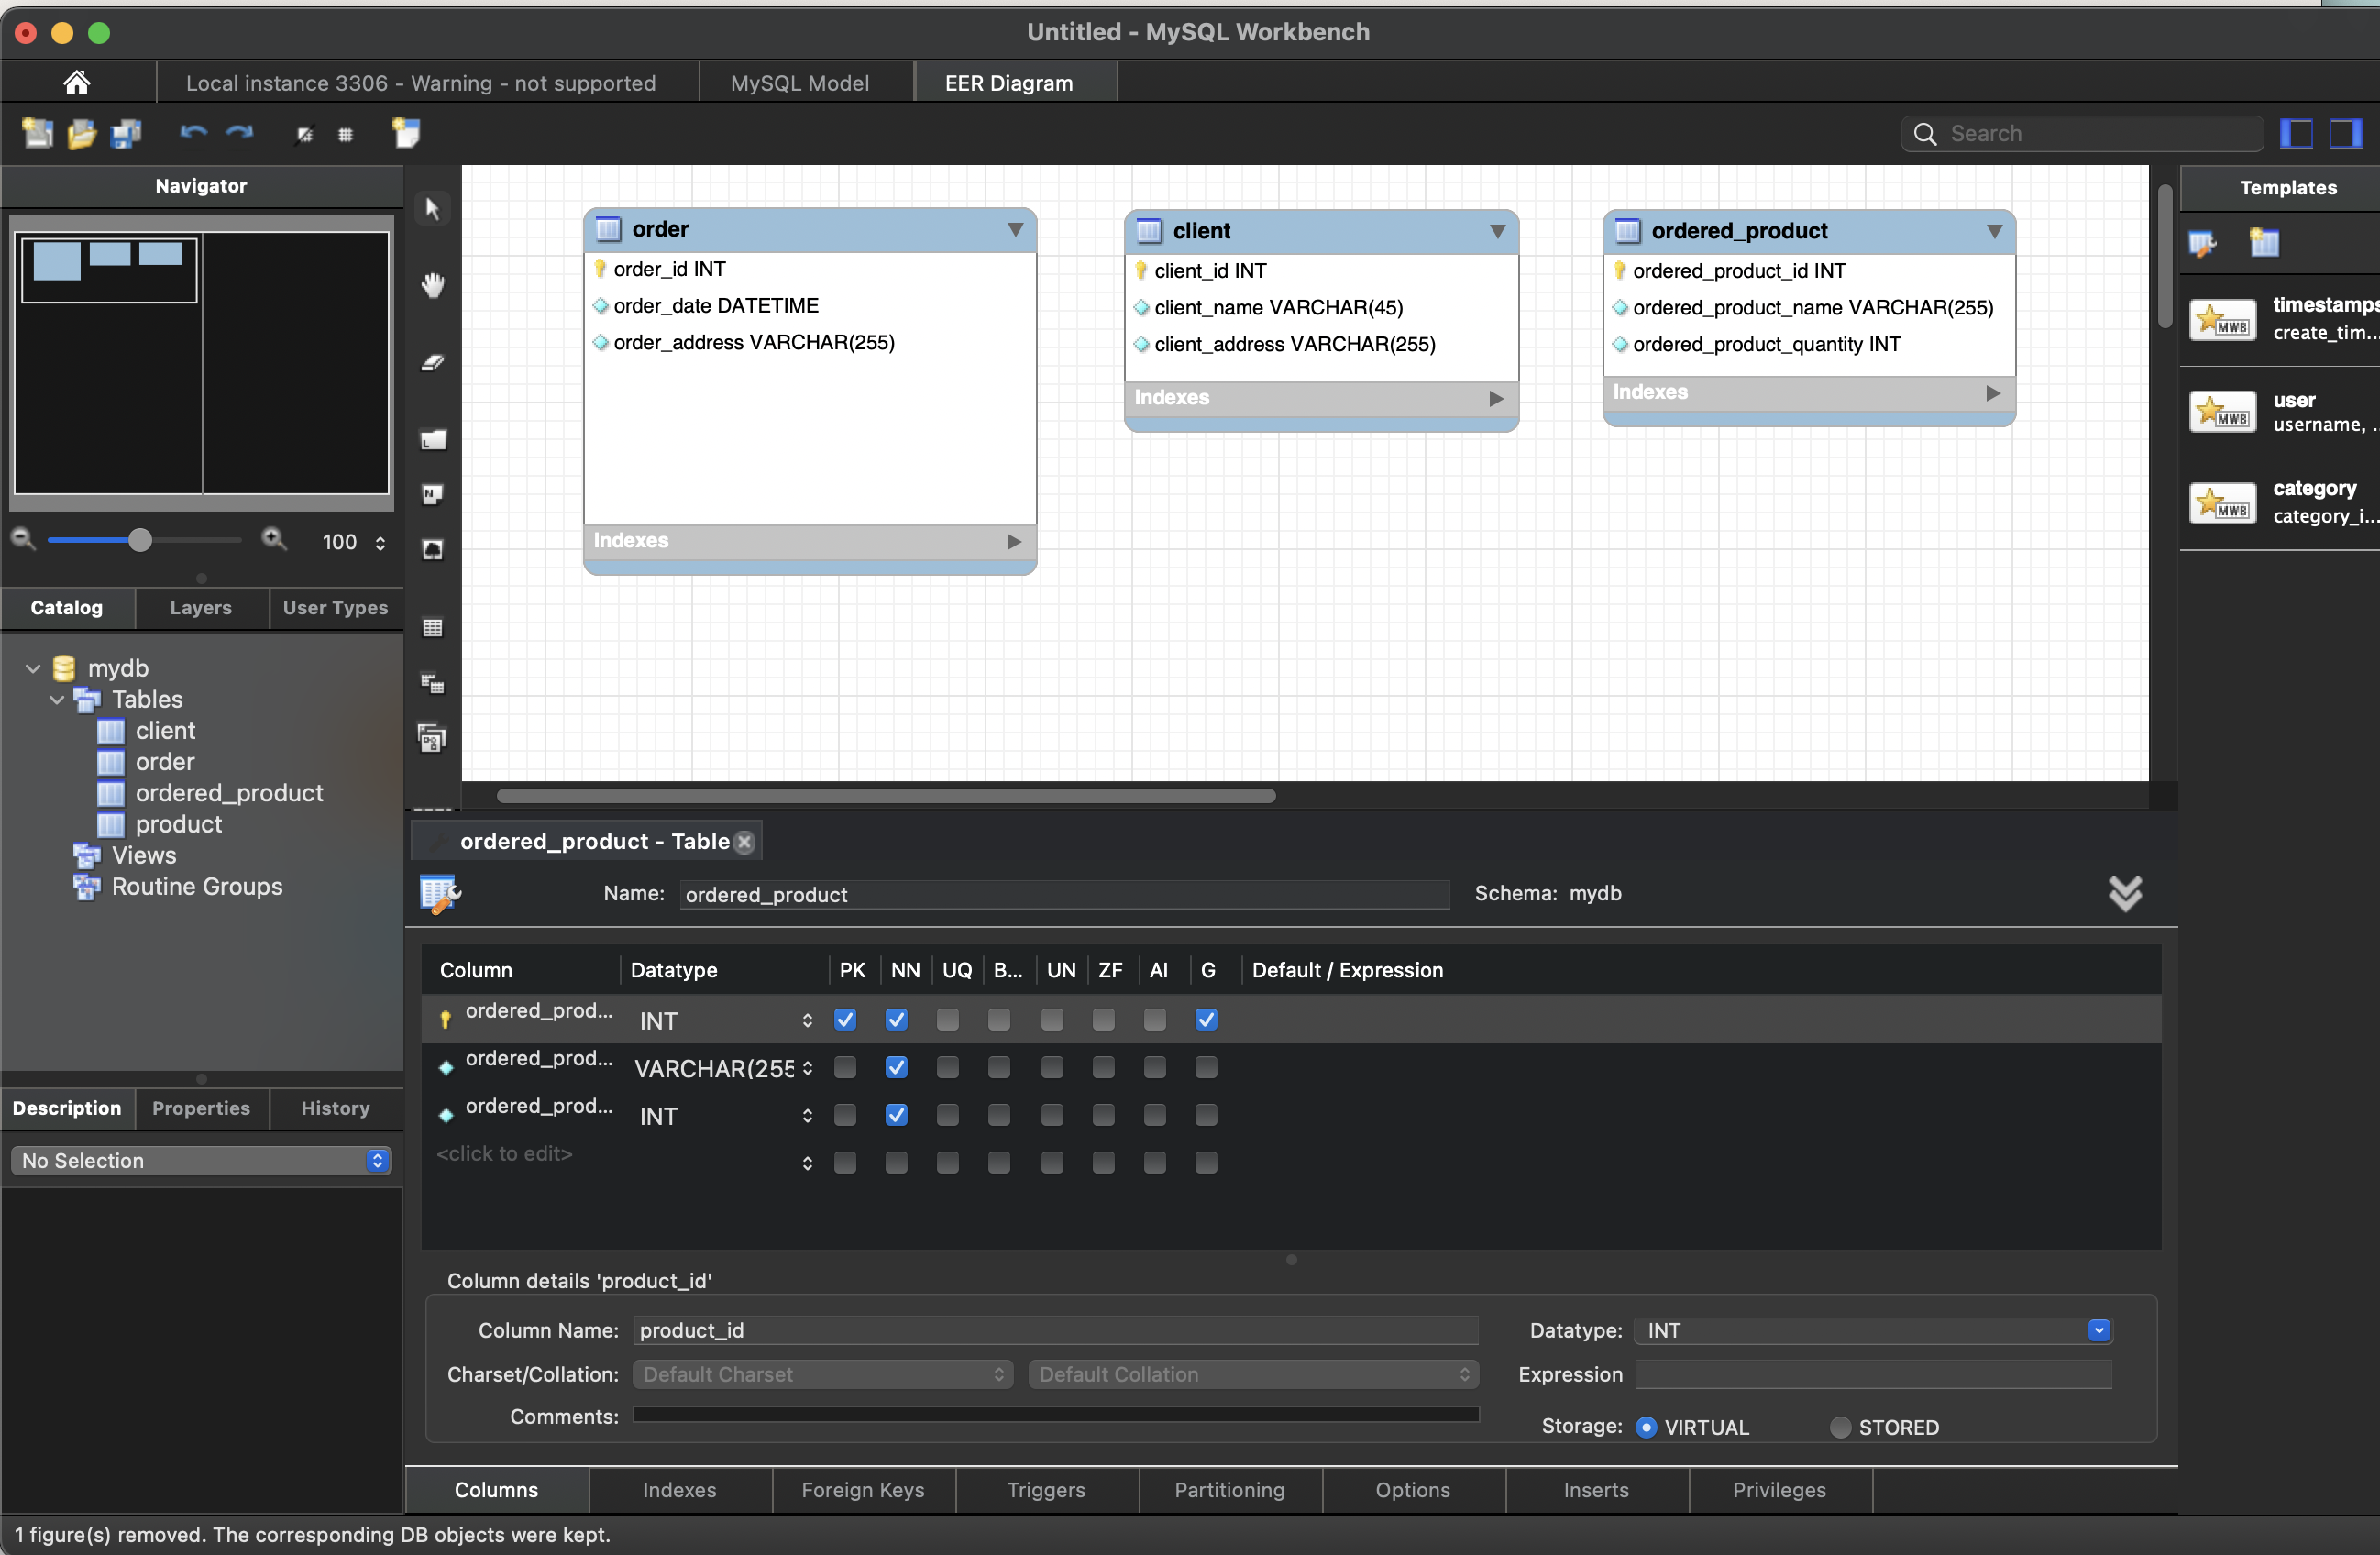 Untitled - MySQL Workbench
Local instance 3306 - Warning - not supported
MySQL Model
EER Diagram
Search
Navigator
100
Catalog
Layers
User Types
mydb
Tables
client
order
ordered_product
product
Views
Routine Groups
Description
Properties
History
No Selection
order
order_id INT
order_date DATETIME
order_address VARCHAR(255)
Indexes
client
client_id INT
client_name VARCHAR(45)
client_address VARCHAR(255)
Indexes
ordered_product
ordered_product_id INT
ordered_product_name VARCHAR(255)
ordered_product_quantity INT
Indexes
Templates
MWB
timestamps
create_tim...
MWB
user
username, ..
MWB
category
category_i...
ordered_product - Table
Name: ordered_product
Schema: mydb
Column Datatype PK NN UQ B... UN ZF AI G Default / Expression
ordered_prod... INT
ordered_prod... VARCHAR(255
ordered_prod... INT
<click to edit>
Column details 'product_id'
Column Name: product_id
Datatype: INT
Charset/Collation: Default Charset Default Collation
Expression
Comments:
Storage: VIRTUAL STORED
Columns Indexes Foreign Keys Triggers Partitioning Options Inserts Privileges
1 figure(s) removed. The corresponding DB objects were kept.